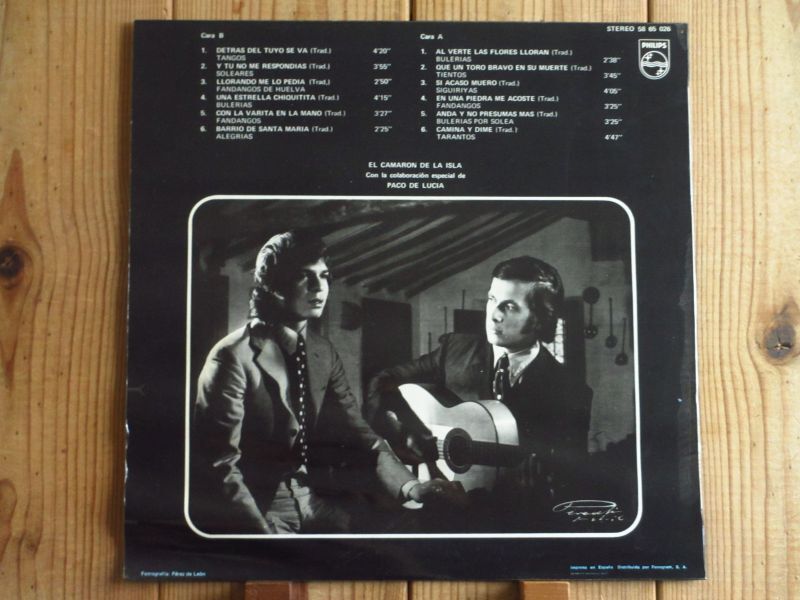 STEREO 58 65 026
PHILIPS
Cara B
1. DETRAS DEL TUYO SE VA (Trad.) 4'20"
TANGOS
2. Y TU NO ME RESPONDIAS (Trad.) 3'55"
SOLEARES
3. LLORANDO ME LO PEDIA (Trad.) 2'50"
FANDANGOS DE HUELVA
4. UNA ESTRELLA CHIQUITITA (Trad.) 4'15"
BULERIAS
5. CON LA VARITA EN LA MANO (Trad.) 3'27"
FANDANGOS
6. BARRIO DE SANTA MARIA (Trad.) 2'25"
ALEGRIAS
Cara A
1. AL VERTE LAS FLORES LLORAN (Trad.)
BULERIAS 2'38"
2. QUE UN TORO BRAVO EN SU MUERTE (Trad.)
TIENTOS 3'45"
3. SI ACASO MUERO (Trad.)
SIGUIRIYAS 4'05"
4. EN UNA PIEDRA ME ACOSTE (Trad.)
FANDANGOS 3'25"
5. ANDA Y NO PRESUMAS MAS (Trad.)
BULERIAS POR SOLEA 3'25"
6. CAMINA Y DIME (Trad.)
TARANTOS 4'47"
EL CAMARON DE LA ISLA
Con la colaboración especial de
PACO DE LUCIA
Fotografía: Pérez de León
Impreso en España Distribuida por Fonogram, S. A.